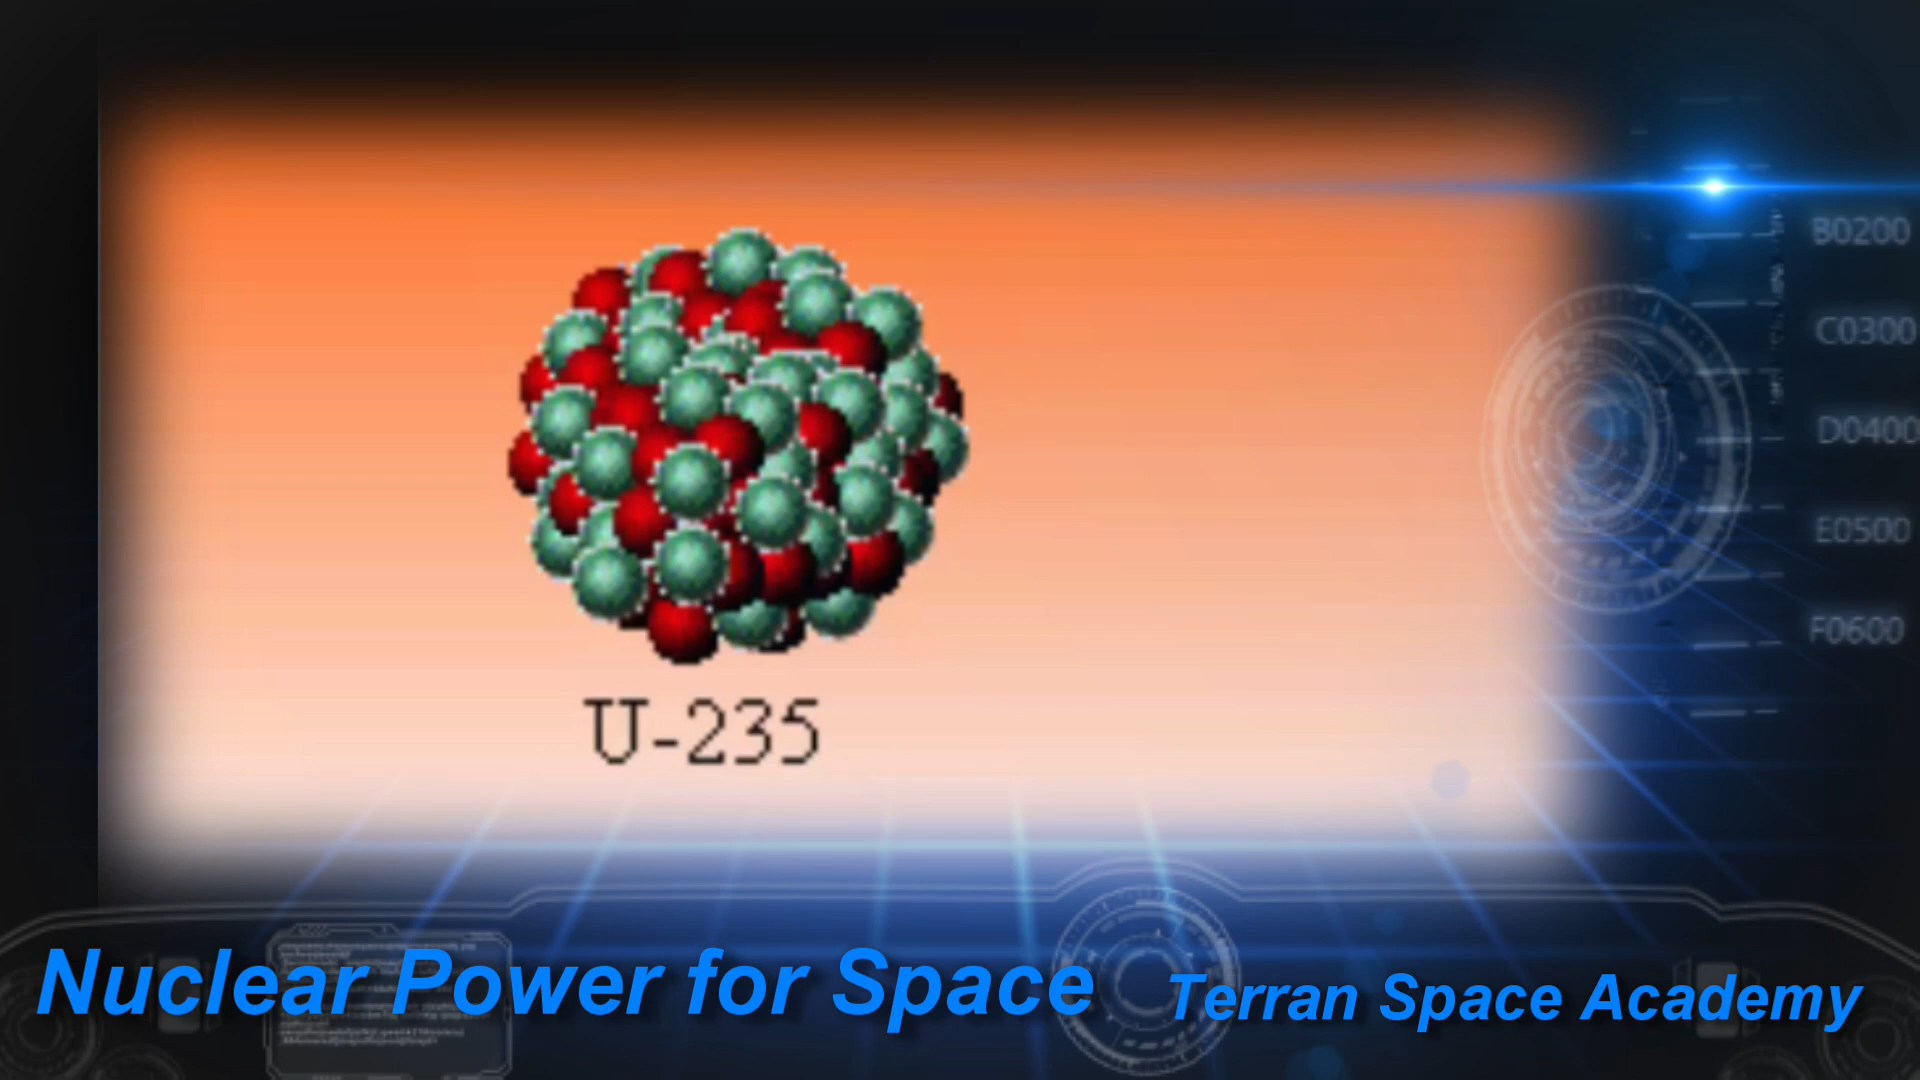 B0200
C0300
D0400
E0500
F0600
U-235
Nuclear Power for Space
Terran Space Academy